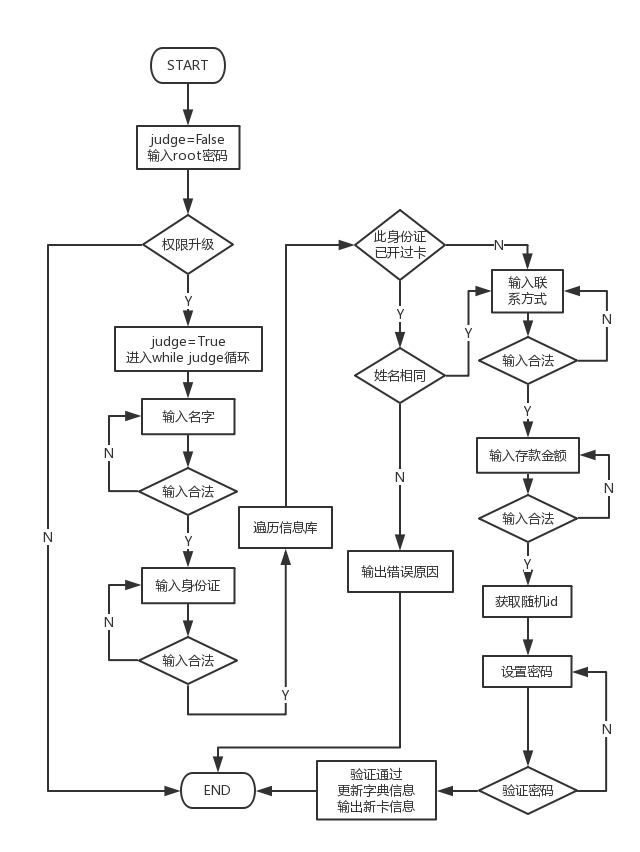 START
judge=False
输入root密码
权限升级
Y
N
judge=True
进入while judge循环
输入名字
N
输入合法
Y
输入身份证
N
输入合法
Y
遍历信息库
此身份证
已开过卡
N
Y
姓名相同
Y
N
输出错误原因
输入联
系方式
N
输入合法
Y
输入存款金额
N
输入合法
Y
获取随机id
设置密码
N
验证密码
验证通过
更新字典信息
输出新卡信息
END